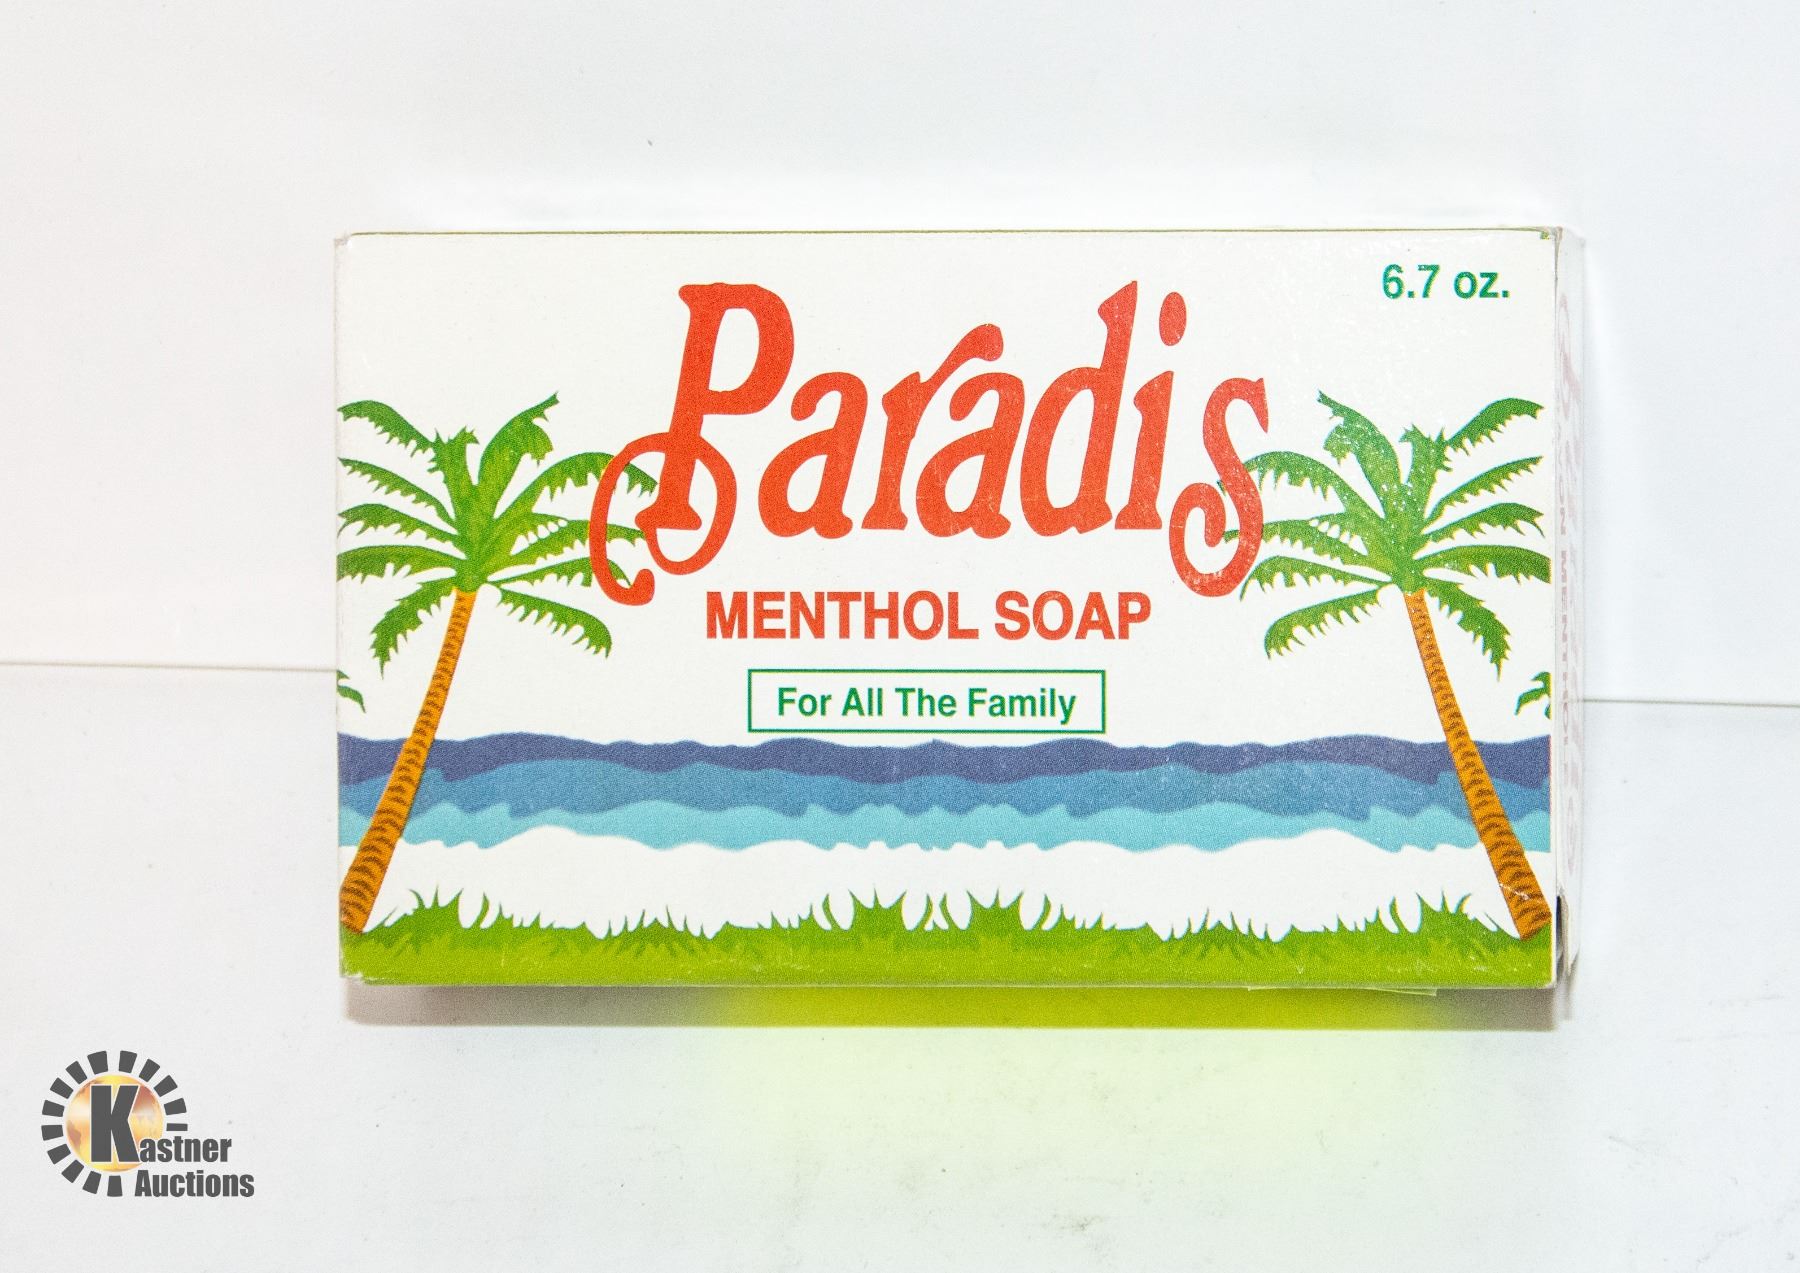 6.7 oz.
Paradis
MENTHOL SOAP
For All The Family
Kastner
Auctions